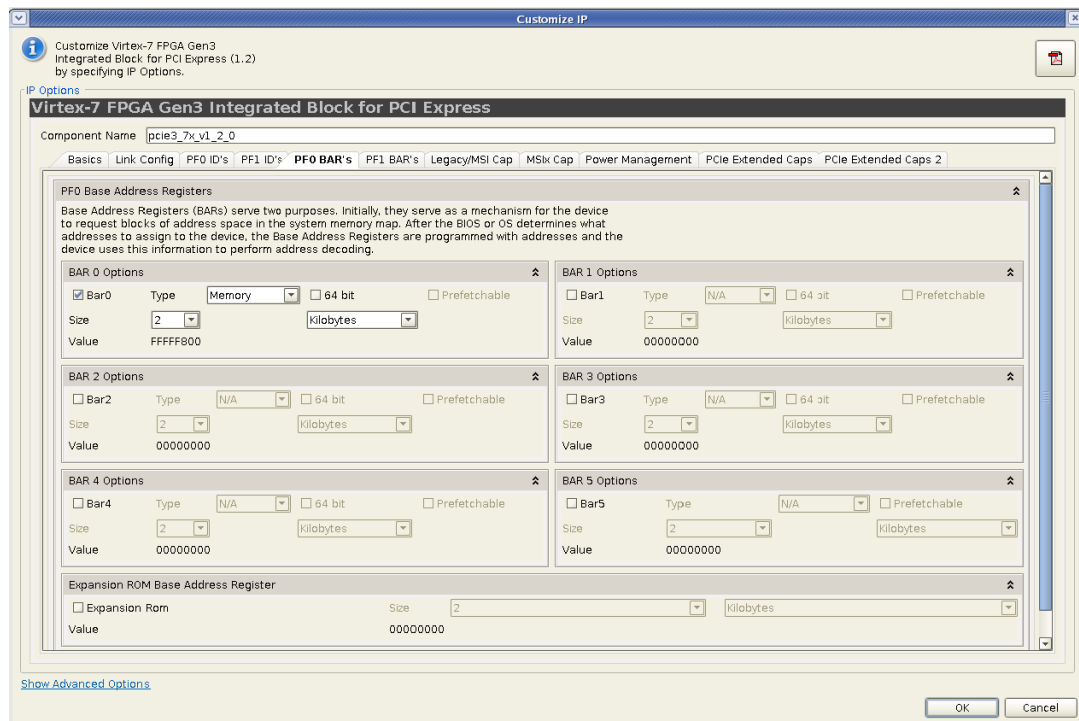 Customize IP
Customize Virtex-7 FPGA Gen3
Integrated Block for PCI Express (1.2)
by specifying IP Options.
IP Options
Virtex-7 FPGA Gen3 Integrated Block for PCI Express
Component Name pcie3_7x_v1_2_0
Basics Link Config PF0 ID's PF1 ID's PF0 BAR's PF1 BAR's Legacy/MSI Cap MSIx Cap Power Management PCIe Extended Caps PCIe Extended Caps 2
PF0 Base Address Registers
Base Address Registers (BARs) serve two purposes. Initially, they serve as a mechanism for the device
to request blocks of address space in the system memory map. After the BIOS or OS determines what
addresses to assign to the device, the Base Address Registers are programmed with addresses and the
device uses this information to perform address decoding.
BAR 0 Options
Bar0 Type Memory 64 bit Prefetchable
Size 2 Kilobytes
Value FFFFF800
BAR 1 Options
Bar1 Type N/A 64 bit Prefetchable
Size 2 Kilobytes
Value 00000000
BAR 2 Options
Bar2 Type N/A 64 bit Prefetchable
Size 2 Kilobytes
Value 00000000
BAR 3 Options
Bar3 Type N/A 64 bit Prefetchable
Size 2 Kilobytes
Value 00000000
BAR 4 Options
Bar4 Type N/A 64 bit Prefetchable
Size 2 Kilobytes
Value 00000000
BAR 5 Options
Bar5 Type N/A Prefetchable
Size 2 Kilobytes
Value 00000000
Expansion ROM Base Address Register
Expansion Rom Size 2 Kilobytes
Value 00000000
Show Advanced Options
OK Cancel